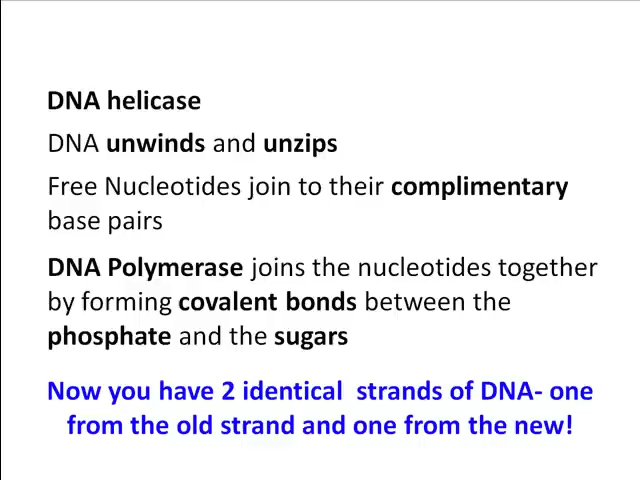 DNA helicase
DNA unwinds and unzips
Free Nucleotides join to their complimentary
base pairs
DNA Polymerase joins the nucleotides together
by forming covalent bonds between the
phosphate and the sugars
Now you have 2 identical  strands of DNA- one
from the old strand and one from the new!